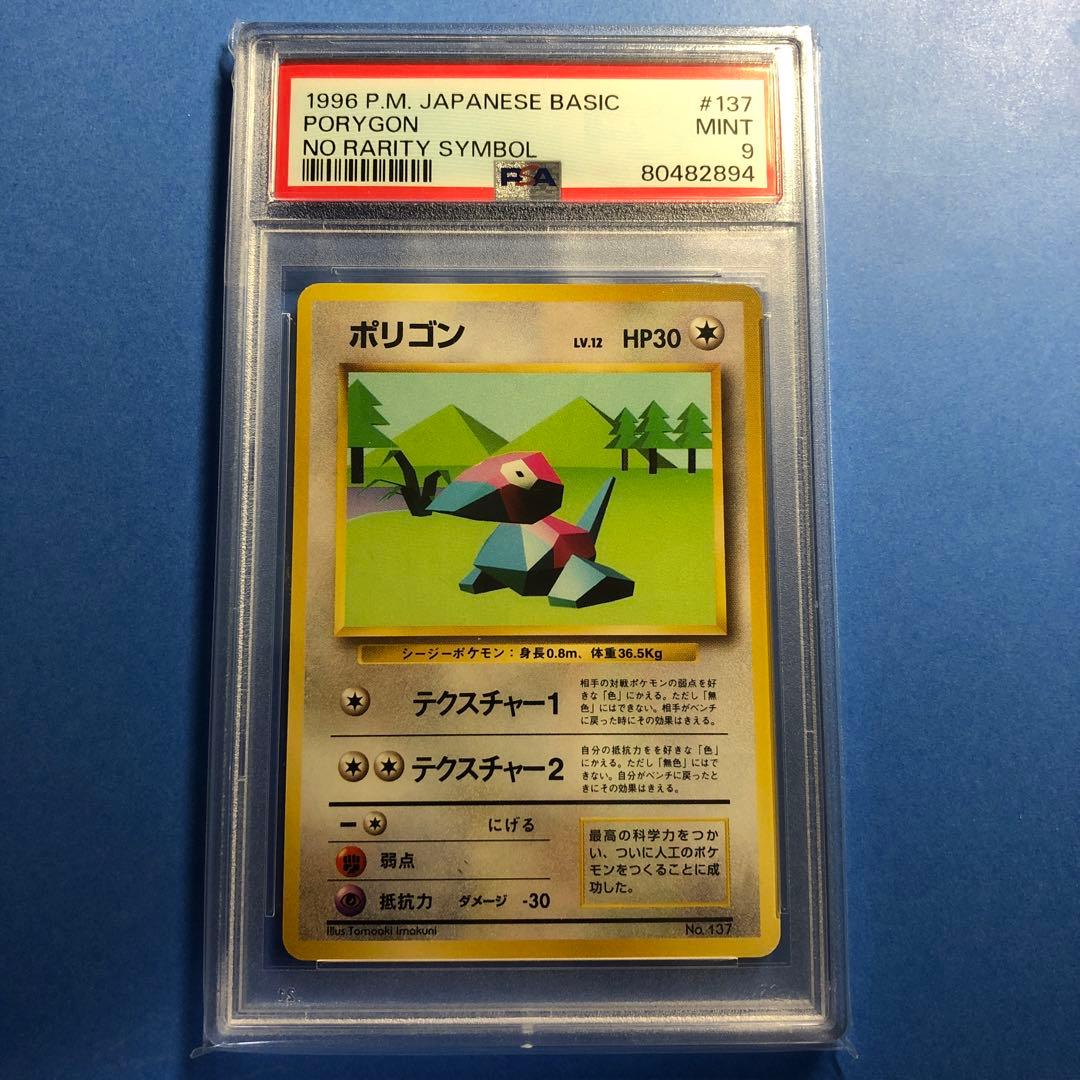 1996 P.M. JAPANESE BASIC #137
PORYGON MINT
NO RARITY SYMBOL 9
PSA 80482894
ポリゴン LV.12 HP30
シージーポケモン：身長0.8m、体重36.5Kg
テクスチャー1
相手の対戦ポケモンの弱点を好
きな「色」にかえる。ただし「無
色」にはできない。相手がベンチ
に戻った時にその効果はきえる。
テクスチャー2
自分の抵抗力をを好きな「色」
にかえる。ただし「無色」にはで
きない。自分がベンチに戻ったと
きにその効果はきえる。
ー にげる
弱点
抵抗力 ダメージ -30
最高の科学力をつか
い、ついに人工のポケ
モンをつくることに成
功した。
Illus.Tomoaki Imakuni No. 137